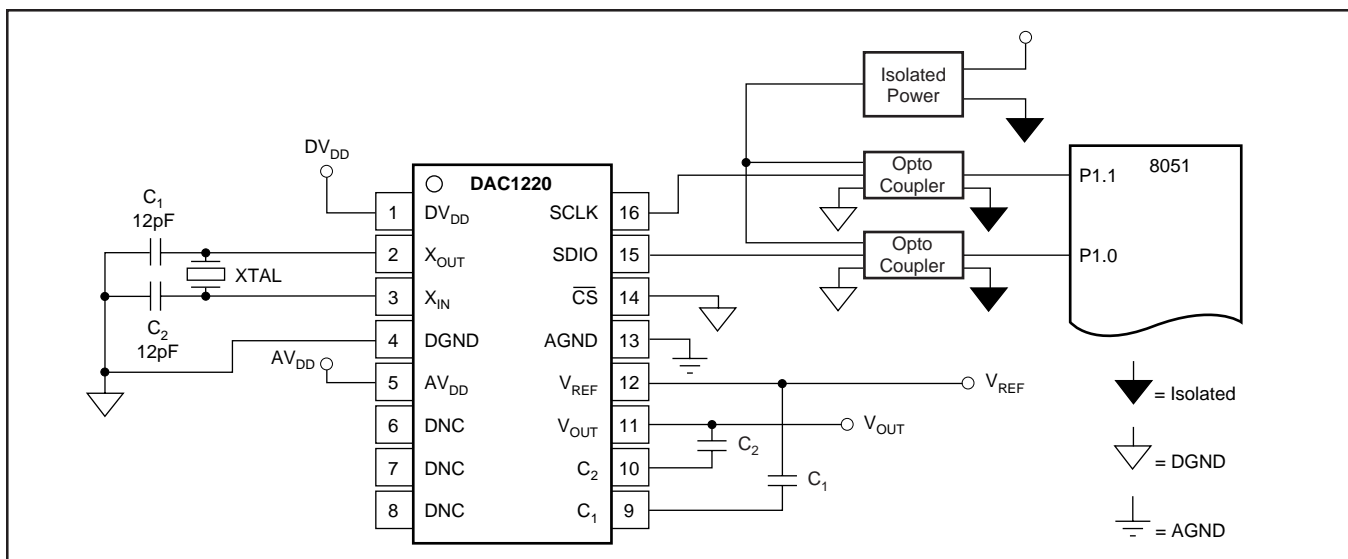 Isolated
Power
DV_DD
DAC1220
C_1
12pF
XTAL
C_2
12pF
AV_DD
1 DV_DD SCLK 16
2 X_OUT SDIO 15
3 X_IN C̅S̅ 14
4 DGND AGND 13
5 AV_DD V_REF 12
6 DNC V_OUT 11
7 DNC C_2 10
8 DNC C_1 9
Opto
Coupler
Opto
Coupler
8051
P1.1
P1.0
V_REF
V_OUT
C_2
C_1
= Isolated
= DGND
= AGND